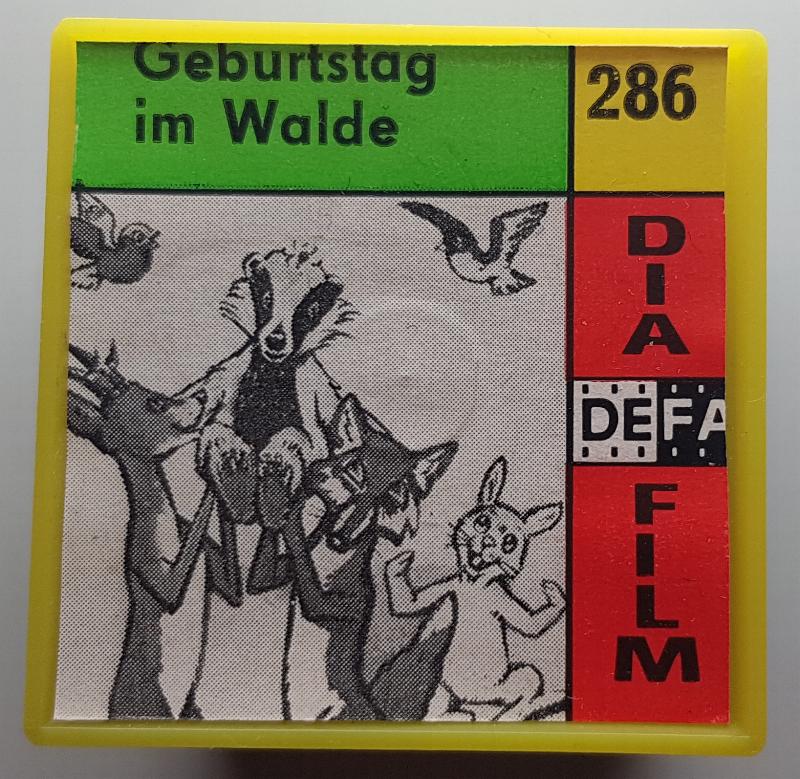 Geburtstag
im Walde
286
DIA
DEFA
FILM